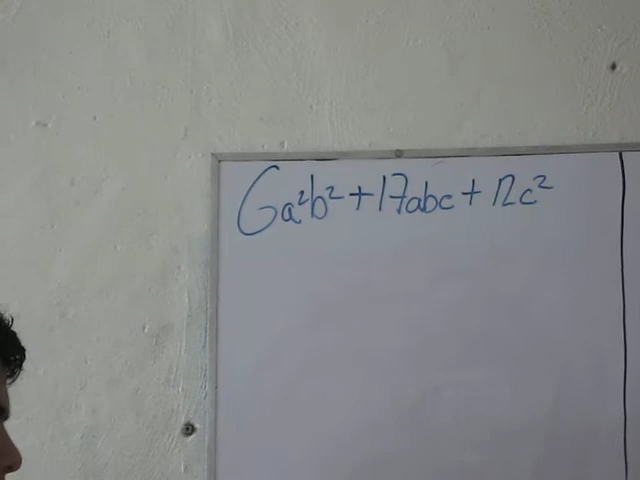 6a²b² + 17abc + 12c²